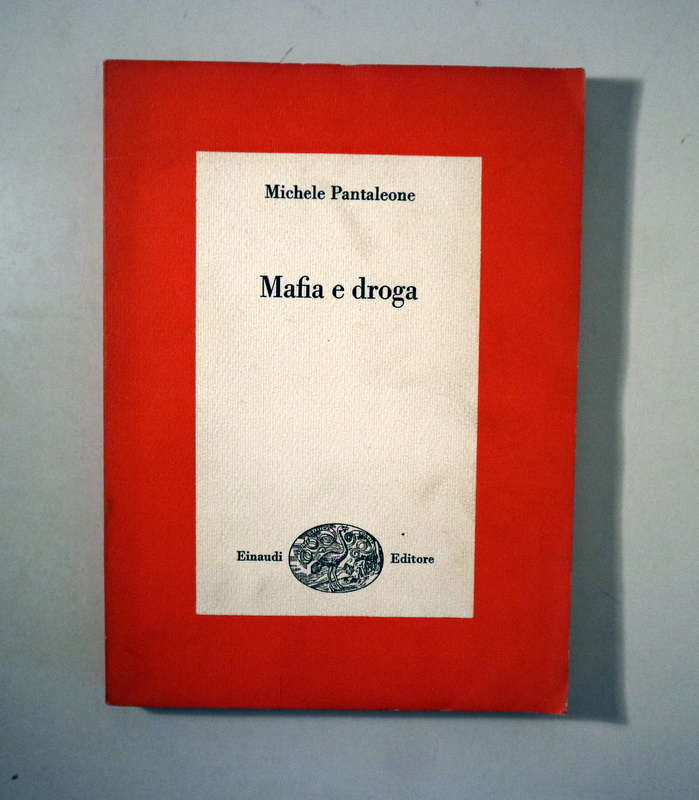 Michele Pantaleone
Mafia e droga
Einaudi Editore